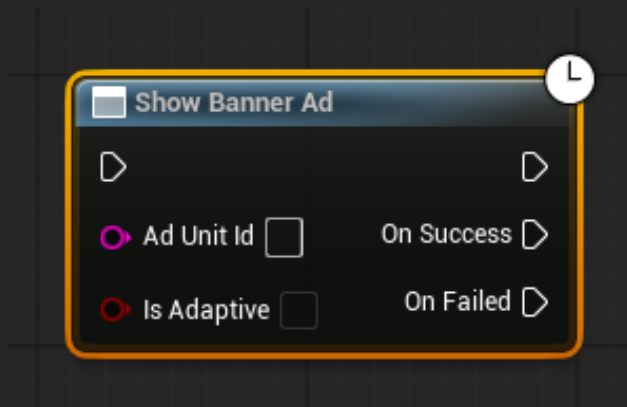 Show Banner Ad
Ad Unit Id
On Success
Is Adaptive
On Failed